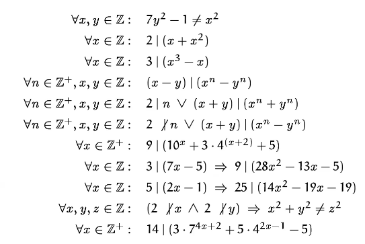 ∀x, y ∈ ℤ : 7y² − 1 ≠ x²
∀x ∈ ℤ : 2 | (x + x²)
∀x ∈ ℤ : 3 | (x³ − x)
∀n ∈ ℤ⁺, x, y ∈ ℤ : (x − y) | (xⁿ − yⁿ)
∀n ∈ ℤ⁺, x, y ∈ ℤ : 2 | n ∨ (x + y) | (xⁿ + yⁿ)
∀n ∈ ℤ⁺, x, y ∈ ℤ : 2 ∤ n ∨ (x + y) | (xⁿ − yⁿ)
∀x ∈ ℤ⁺ : 9 | (10ˣ + 3 · 4⁽ˣ⁺²⁾ + 5)
∀x ∈ ℤ : 3 | (7x − 5) ⇒ 9 | (28x² − 13x − 5)
∀x ∈ ℤ : 5 | (2x − 1) ⇒ 25 | (14x² − 19x − 19)
∀x, y, z ∈ ℤ : (2 ∤ x ∧ 2 ∤ y) ⇒ x² + y² ≠ z²
∀x ∈ ℤ⁺ : 14 | (3 · 7⁴ˣ⁺² + 5 · 4²ˣ⁻¹ − 5)